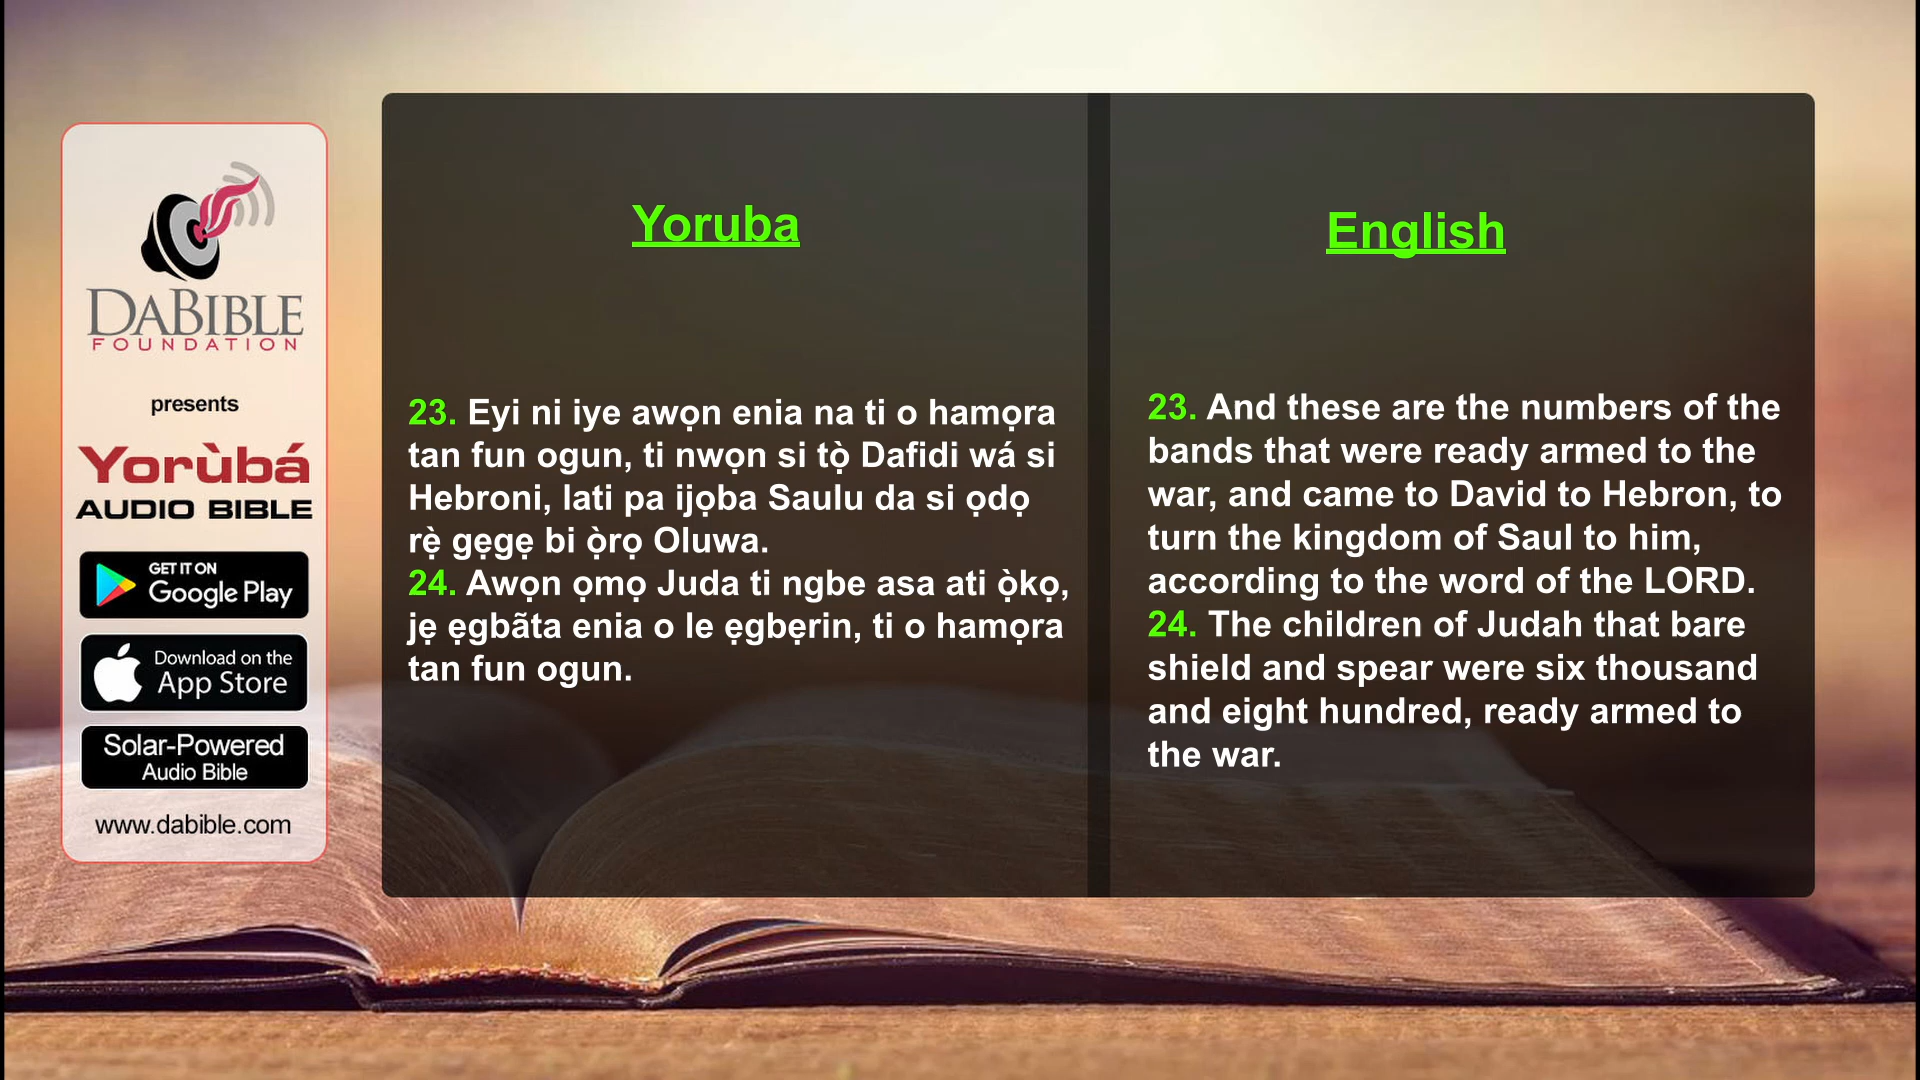 DABIBLE
FOUNDATION
presents
Yorùbá
AUDIO BIBLE
GET IT ON
Google Play
Download on the
App Store
Solar-Powered
Audio Bible
www.dabible.com
Yoruba
23. Eyi ni iye awọn enia na ti o hamọra
tan fun ogun, ti nwọn si tọ̀ Dafidi wá si
Hebroni, lati pa ijọba Saulu da si ọdọ
rẹ̀ gẹgẹ bi ọ̀rọ Oluwa.
24. Awọn ọmọ Juda ti ngbe asa ati ọ̀kọ,
jẹ ẹgbãta enia o le ẹgbẹrin, ti o hamọra
tan fun ogun.
English
23. And these are the numbers of the
bands that were ready armed to the
war, and came to David to Hebron, to
turn the kingdom of Saul to him,
according to the word of the LORD.
24. The children of Judah that bare
shield and spear were six thousand
and eight hundred, ready armed to
the war.